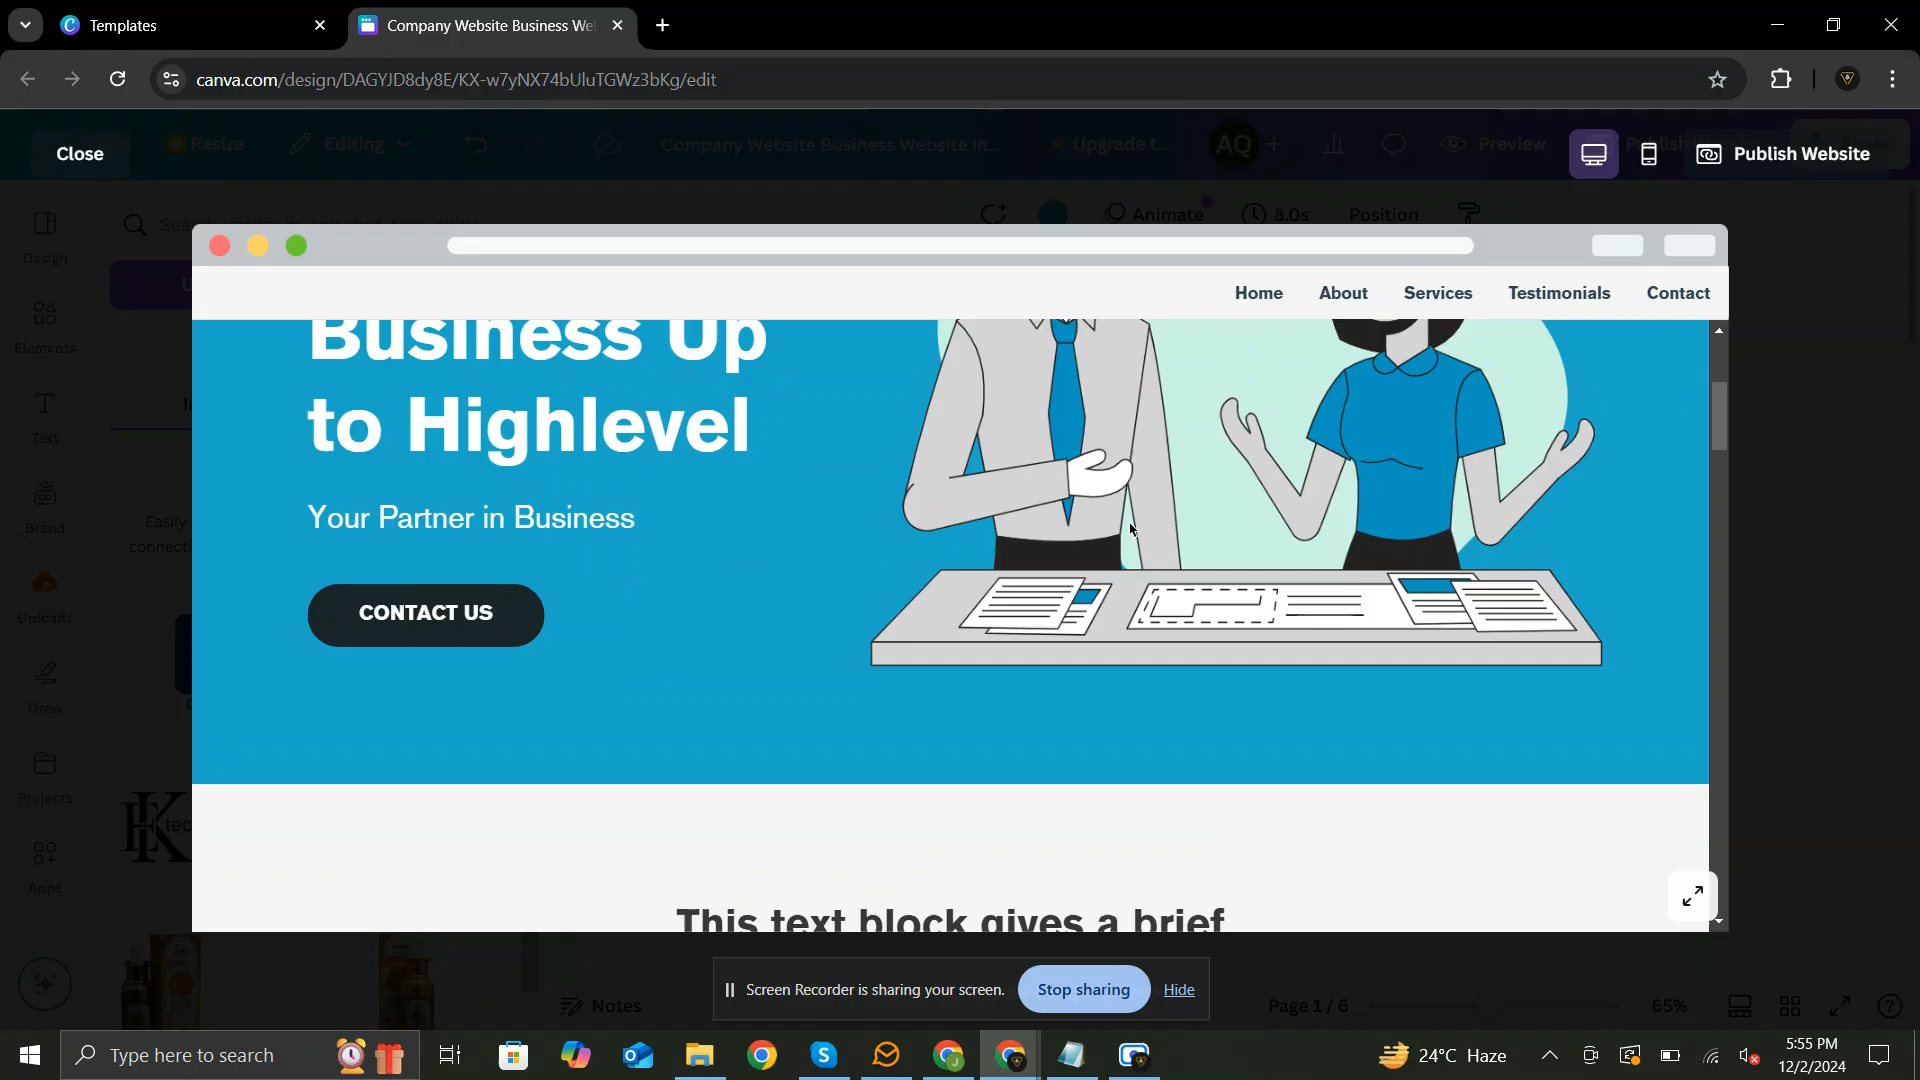 Templates
Company Website Business We
canva.com/design/DAGYJD8dy8E/KX-w7yNX74bUluTGWz3bKg/edit
Close
Resize
Editing
Company Website Business Website in...
Upgrade t...
AQ
Preview
Publish Website
Animate
8.0s
Position
Design
Elements
Text
Brand
Uploads
Draw
Projects
Apps
Easily
connecti
Home
About
Services
Testimonials
Contact
Business Up
to Highlevel
Your Partner in Business
CONTACT US
This text block gives a brief
Screen Recorder is sharing your screen.
Stop sharing
Hide
Notes
Page 1 / 6
65%
Type here to search
24°C Haze
5:55 PM
12/2/2024